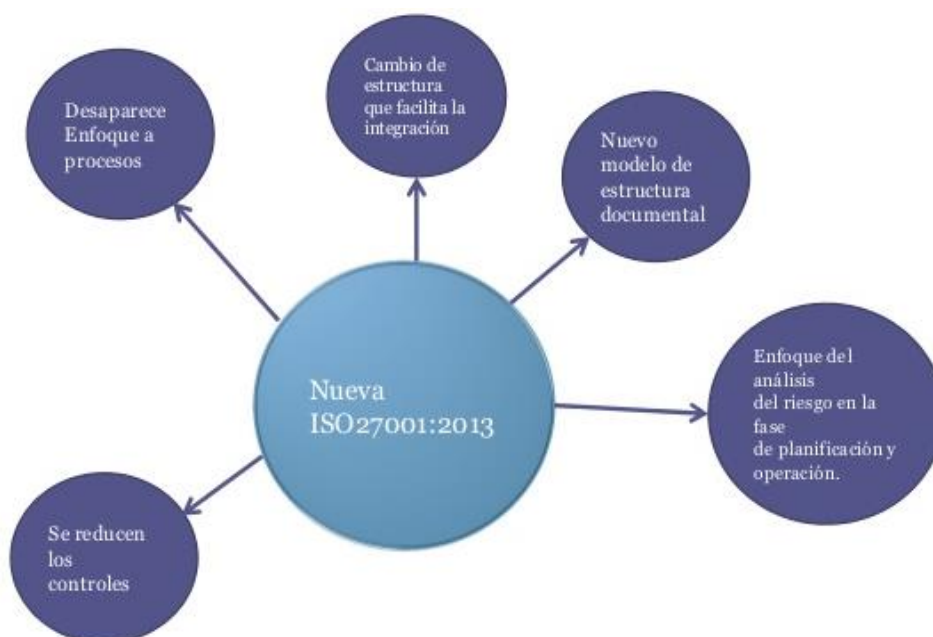 Cambio de
estructura
que facilita la
integración
Desaparece
Enfoque a
procesos
Nuevo
modelo de
estructura
documental
Enfoque del
análisis
del riesgo en la
fase
de planificación y
operación.
Nueva
ISO27001:2013
Se reducen
los
controles